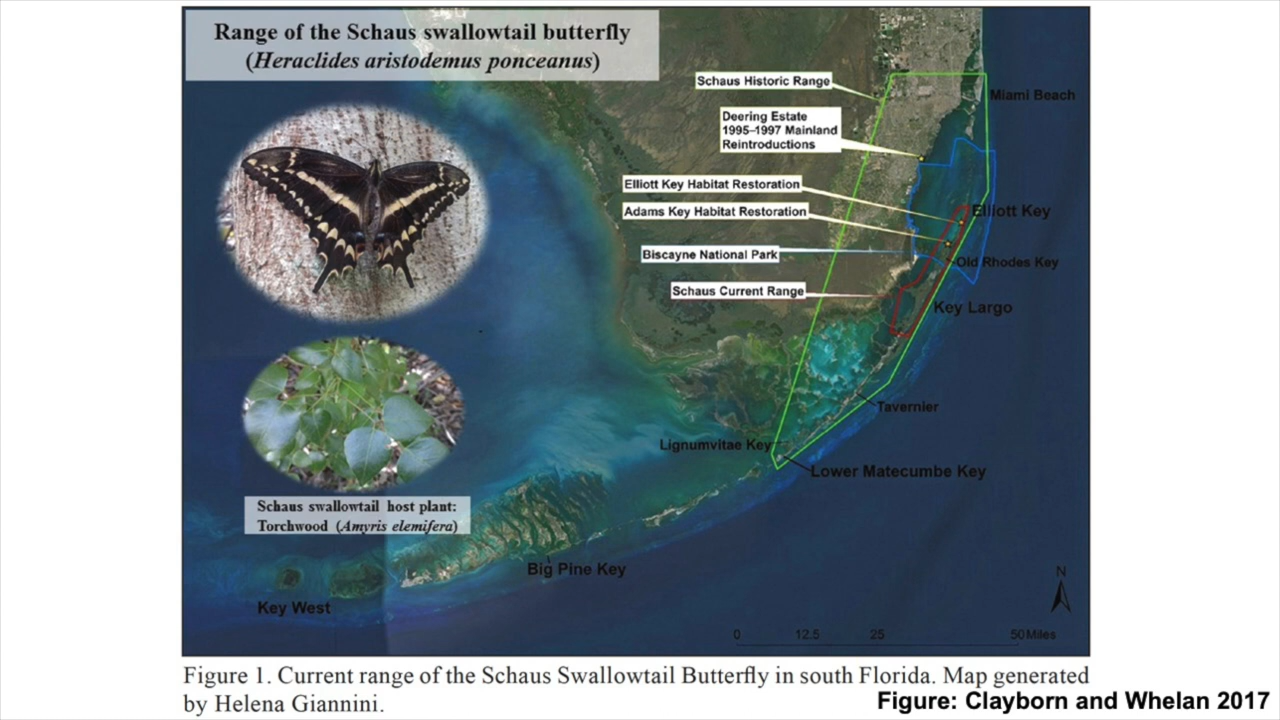 Range of the Schaus swallowtail butterfly
(Heraclides aristodemus ponceanus)
Schaus Historic Range
Miami Beach
Deering Estate
1995–1997 Mainland
Reintroductions
Elliott Key Habitat Restoration
Adams Key Habitat Restoration
Elliott Key
Biscayne National Park
Old Rhodes Key
Schaus Current Range
Key Largo
Tavernier
Lignumvitae Key
Lower Matecumbe Key
Schaus swallowtail host plant:
Torchwood (Amyris elemifera)
Big Pine Key
Key West
N
0 12.5 25 50 Miles
Figure 1. Current range of the Schaus Swallowtail Butterfly in south Florida. Map generated
by Helena Giannini.
Figure: Clayborn and Whelan 2017